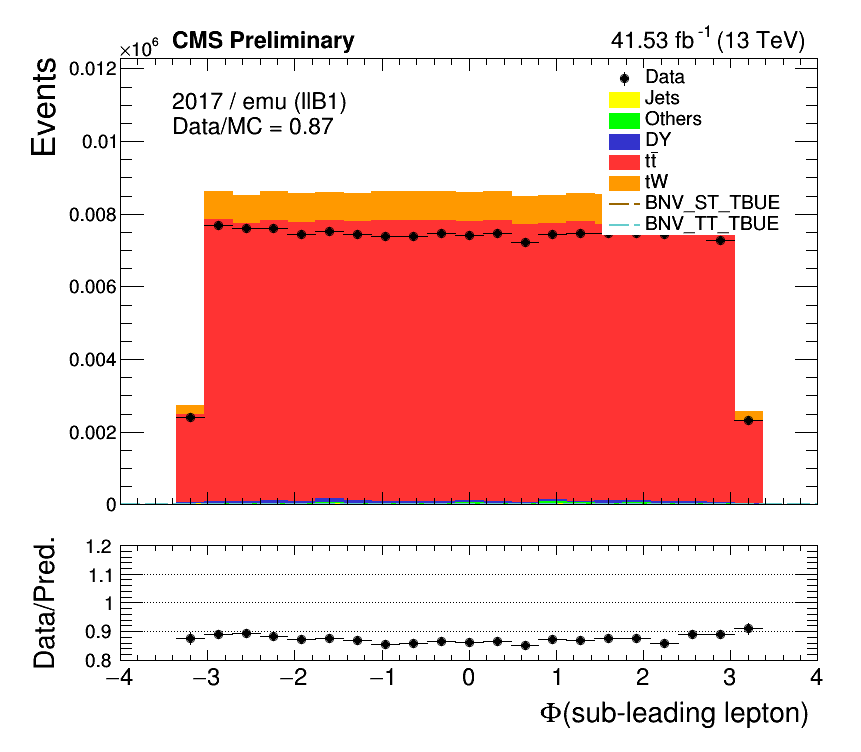 ×10⁶ CMS Preliminary 41.53 fb⁻¹ (13 TeV)
Events
0.012
0.01
0.008
0.006
0.004
0.002
0
2017 / emu (llB1)
Data/MC = 0.87
Data
Jets
Others
DY
tt̄
tW
BNV_ST_TBUE
BNV_TT_TBUE
Data/Pred.
1.2
1.1
1
0.9
0.8
−4 −3 −2 −1 0 1 2 3 4
Φ(sub-leading lepton)